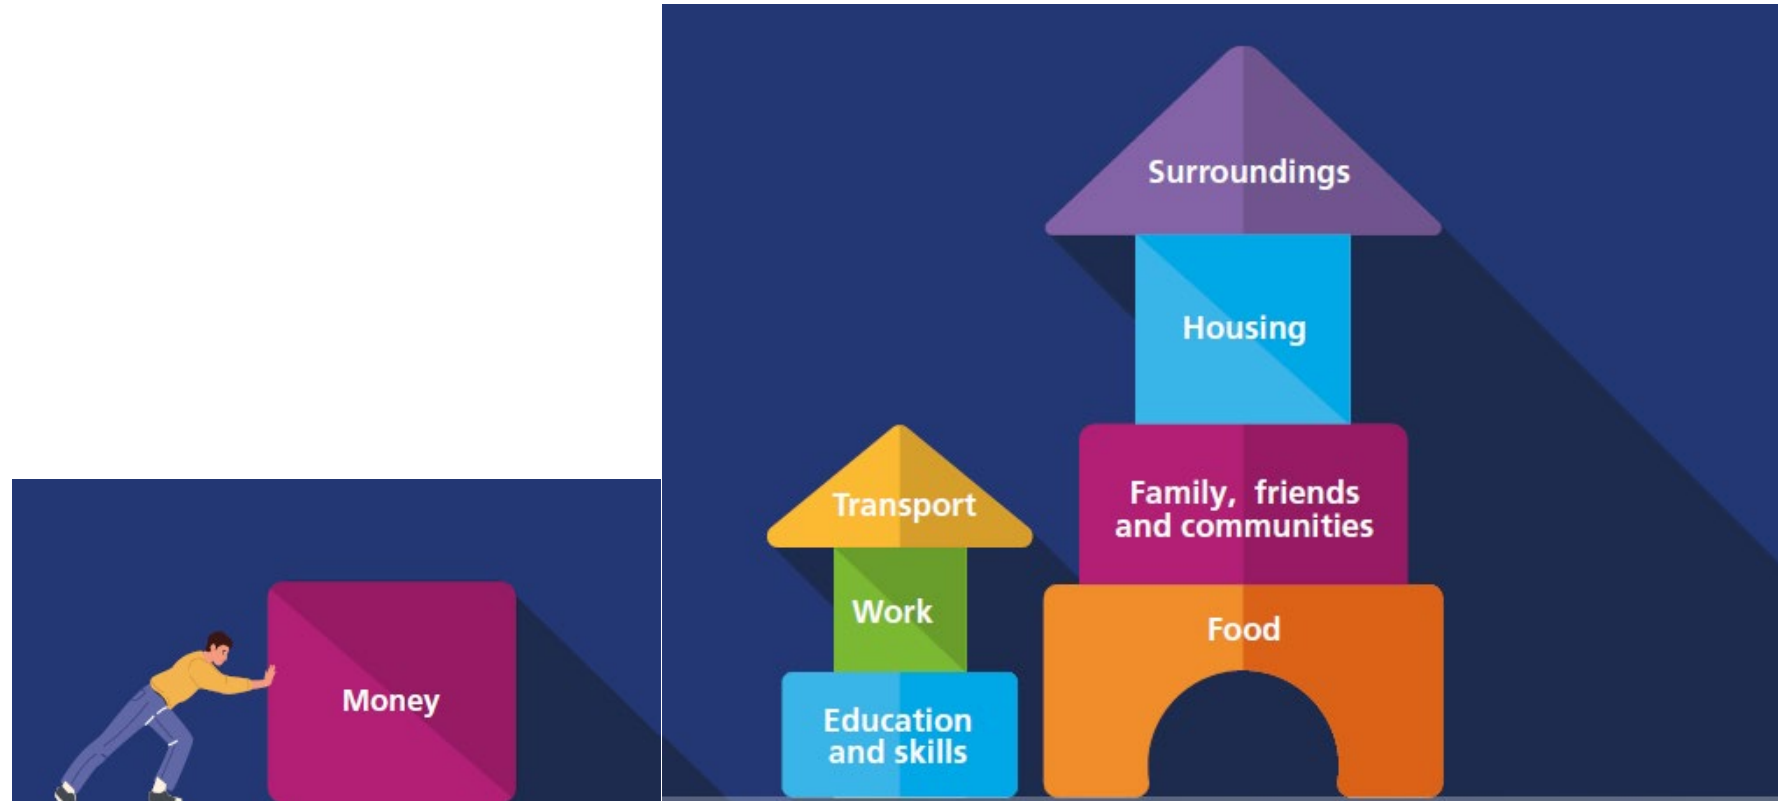 Surroundings
Housing
Family, friends
and communities
Food
Transport
Work
Education
and skills
Money